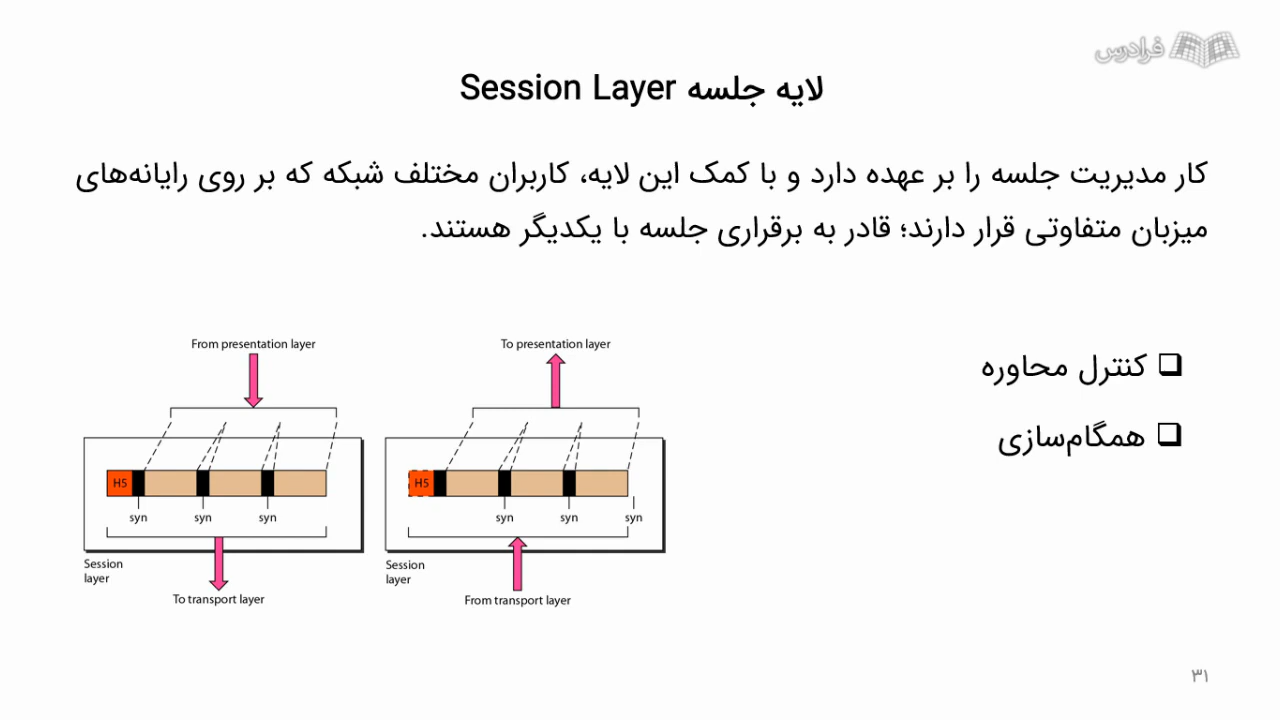 فرادرس
لایه جلسه Session Layer
کار مدیریت جلسه را بر عهده دارد و با کمک این لایه، کاربران مختلف شبکه که بر روی رایانه‌های
میزبان متفاوتی قرار دارند؛ قادر به برقراری جلسه با یکدیگر هستند.
کنترل محاوره
همگام‌سازی
From presentation layer
H5
syn syn syn
Session
layer
To transport layer
To presentation layer
H5
syn syn syn
Session
layer
From transport layer
۳۱